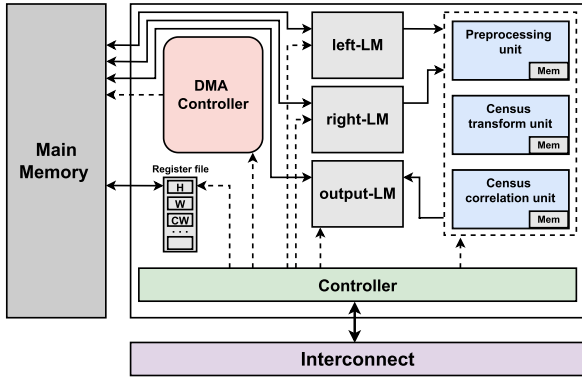 Main
Memory
DMA
Controller
Register file
H
W
CW
...
left-LM
right-LM
output-LM
Preprocessing
unit
Mem
Census
transform unit
Mem
Census
correlation unit
Mem
Controller
Interconnect